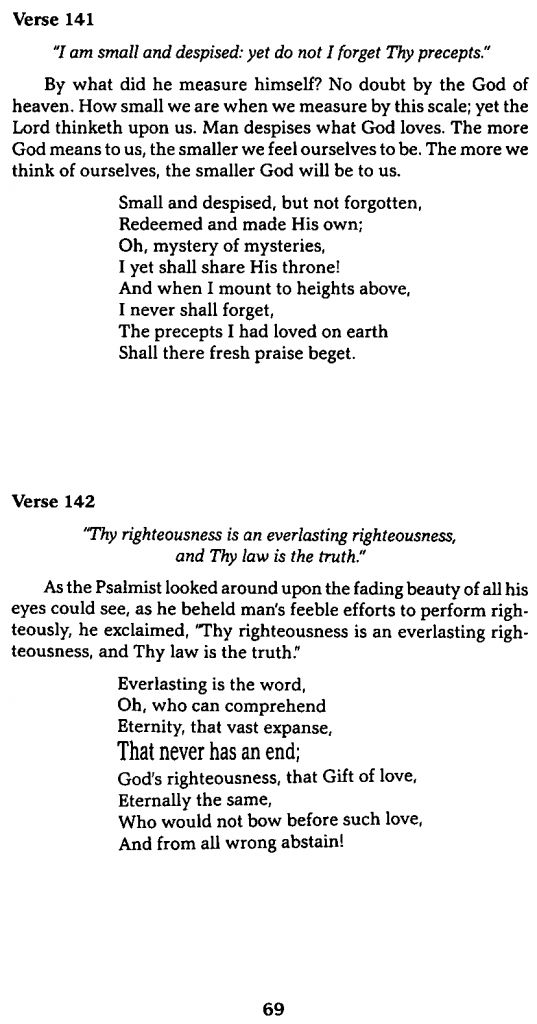 Verse 141
"I am small and despised: yet do not I forget Thy precepts."
By what did he measure himself? No doubt by the God of
heaven. How small we are when we measure by this scale; yet the
Lord thinketh upon us. Man despises what God loves. The more
God means to us, the smaller we feel ourselves to be. The more we
think of ourselves, the smaller God will be to us.
Small and despised, but not forgotten,
Redeemed and made His own;
Oh, mystery of mysteries,
I yet shall share His throne!
And when I mount to heights above,
I never shall forget,
The precepts I had loved on earth
Shall there fresh praise beget.
Verse 142
"Thy righteousness is an everlasting righteousness,
and Thy law is the truth."
As the Psalmist looked around upon the fading beauty of all his
eyes could see, as he beheld man's feeble efforts to perform righ-
teously, he exclaimed, "Thy righteousness is an everlasting righ-
teousness, and Thy law is the truth."
Everlasting is the word,
Oh, who can comprehend
Eternity, that vast expanse,
That never has an end;
God's righteousness, that Gift of love,
Eternally the same,
Who would not bow before such love,
And from all wrong abstain!
69